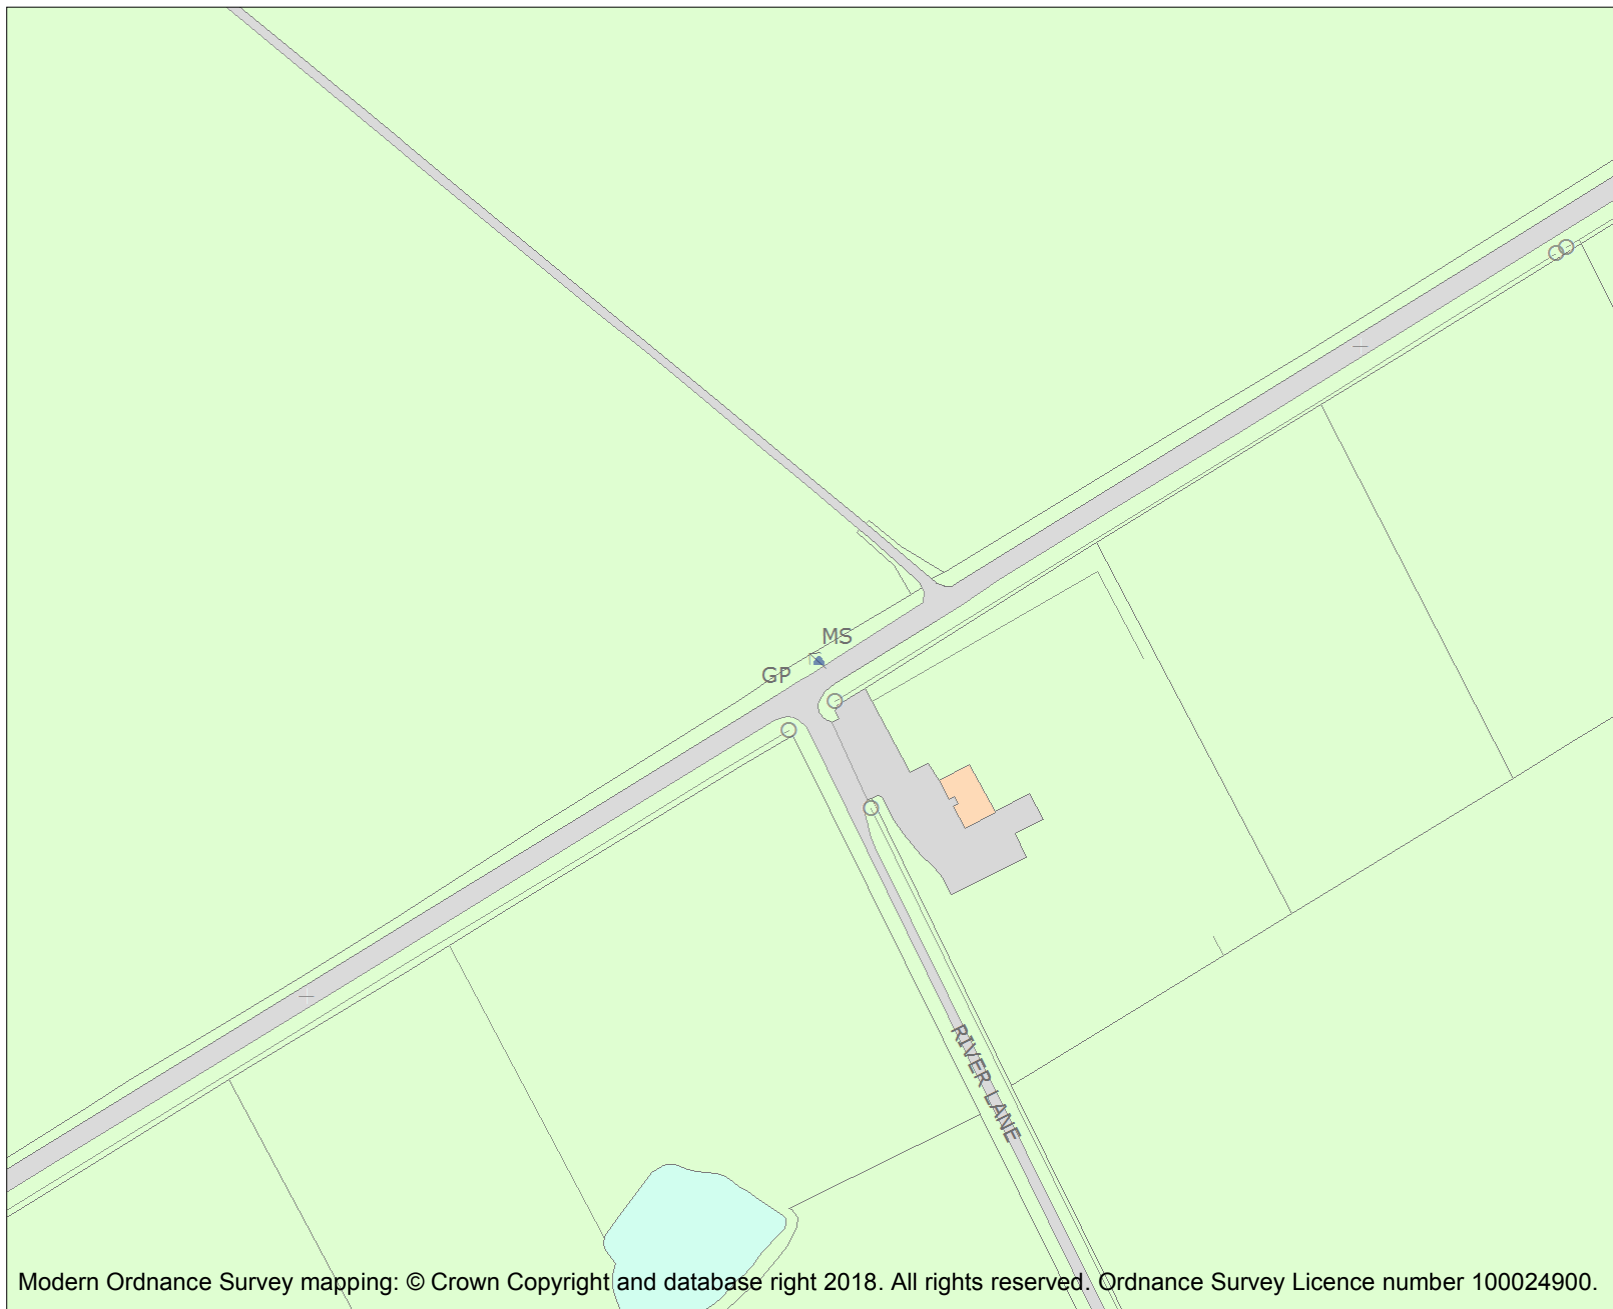 MS
GP
RIVER LANE
Modern Ordnance Survey mapping: © Crown Copyright and database right 2018. All rights reserved. Ordnance Survey Licence number 100024900.